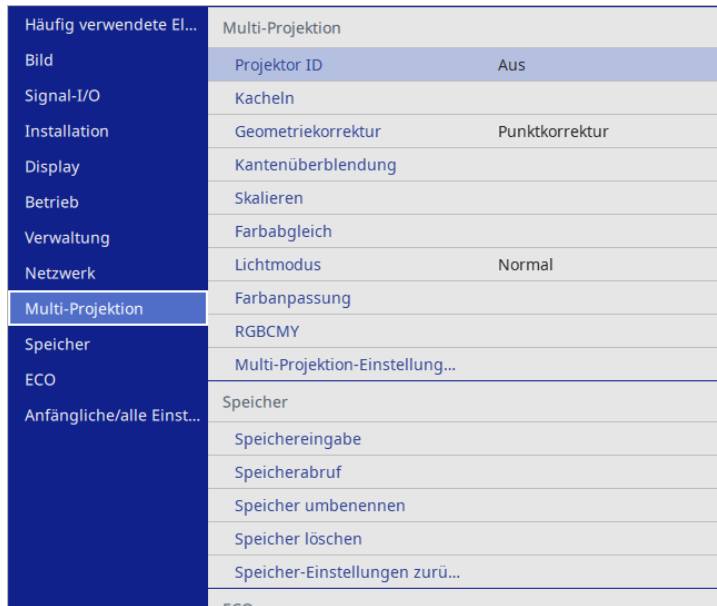 Häufig verwendete El...
Bild
Signal-I/O
Installation
Display
Betrieb
Verwaltung
Netzwerk
Multi-Projektion
Speicher
ECO
Anfängliche/alle Einst...
Multi-Projektion
Projektor ID Aus
Kacheln
Geometriekorrektur Punktkorrektur
Kantenüberblendung
Skalieren
Farbabgleich
Lichtmodus Normal
Farbanpassung
RGBCMY
Multi-Projektion-Einstellung...
Speicher
Speichereingabe
Speicherabruf
Speicher umbenennen
Speicher löschen
Speicher-Einstellungen zurü...
ECO